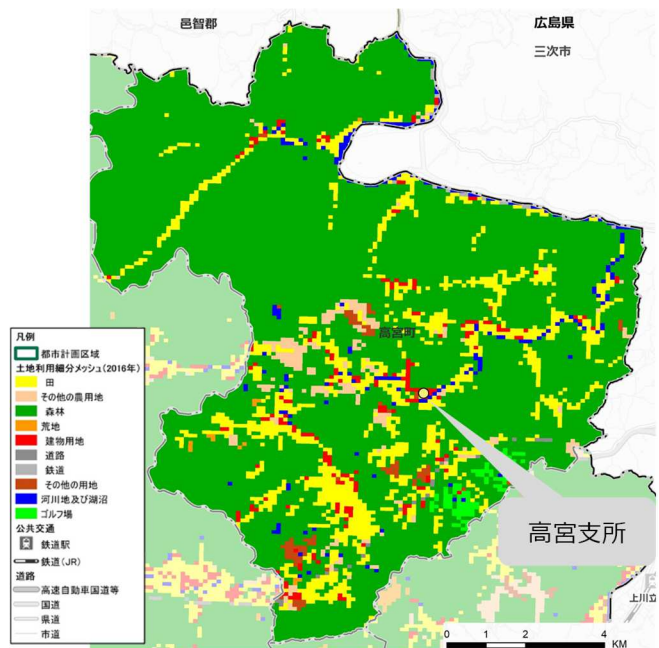 邑智郡
広島県
三次市
高宮町
高宮支所
上川立
凡例
都市計画区域
土地利用細分メッシュ(2016年)
田
その他の農用地
森林
荒地
建物用地
道路
鉄道
その他の用地
河川地及び湖沼
ゴルフ場
公共交通
鉄道駅
鉄道(JR)
道路
高速自動車国道等
国道
県道
市道
0 1 2 4
KM